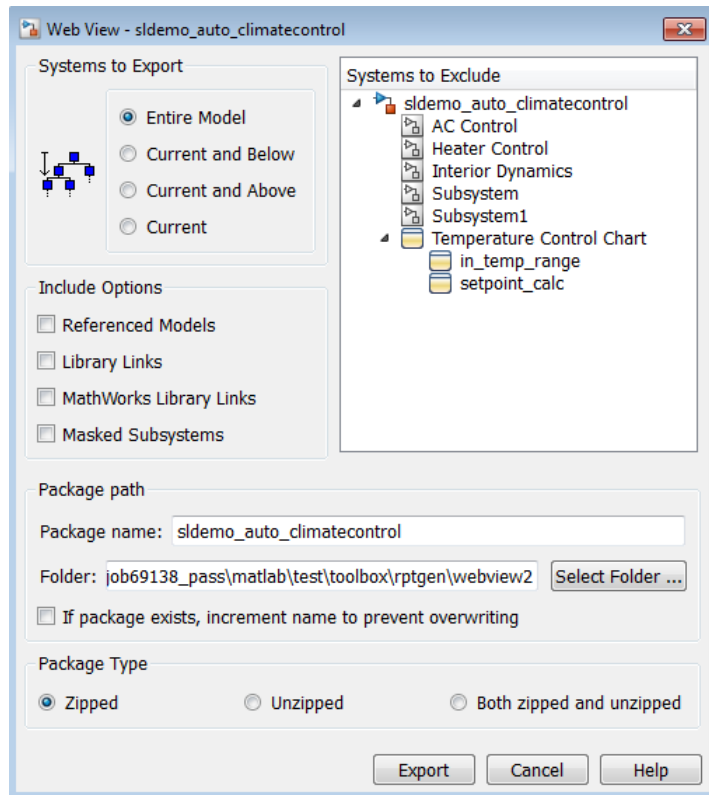 Web View - sldemo_auto_climatecontrol
Systems to Export
Entire Model
Current and Below
Current and Above
Current
Include Options
Referenced Models
Library Links
MathWorks Library Links
Masked Subsystems
Systems to Exclude
sldemo_auto_climatecontrol
AC Control
Heater Control
Interior Dynamics
Subsystem
Subsystem1
Temperature Control Chart
in_temp_range
setpoint_calc
Package path
Package name: sldemo_auto_climatecontrol
Folder: job69138_pass\matlab\test\toolbox\rptgen\webview2 Select Folder ...
If package exists, increment name to prevent overwriting
Package Type
Zipped Unzipped Both zipped and unzipped
Export Cancel Help